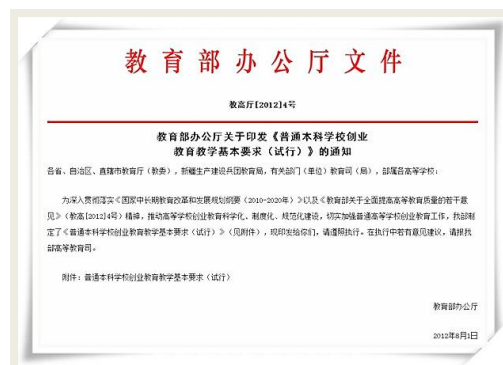 教育部办公厅文件
教高厅[2012]4号
教育部办公厅关于印发《普通本科学校创业
教育教学基本要求（试行）》的通知
各省、自治区、直辖市教育厅（教委），新疆生产建设兵团教育局，有关部门（单位）教育司（局），部属各高等学校：
为深入贯彻落实《国家中长期教育改革和发展规划纲要（2010-2020年）》以及《教育部关于全面提高高等教育质量的若干意
见》（教高[2012]4号）精神，推动高等学校创业教育科学化、制度化、规范化建设，切实加强普通高等学校创业教育工作，我部制
定了《普通本科学校创业教育教学基本要求（试行）》（见附件），现印发给你们，请遵照执行。在执行中若有意见建议，请报我
部高等教育司。
附件：普通本科学校创业教育教学基本要求（试行）
教育部办公厅
2012年8月1日